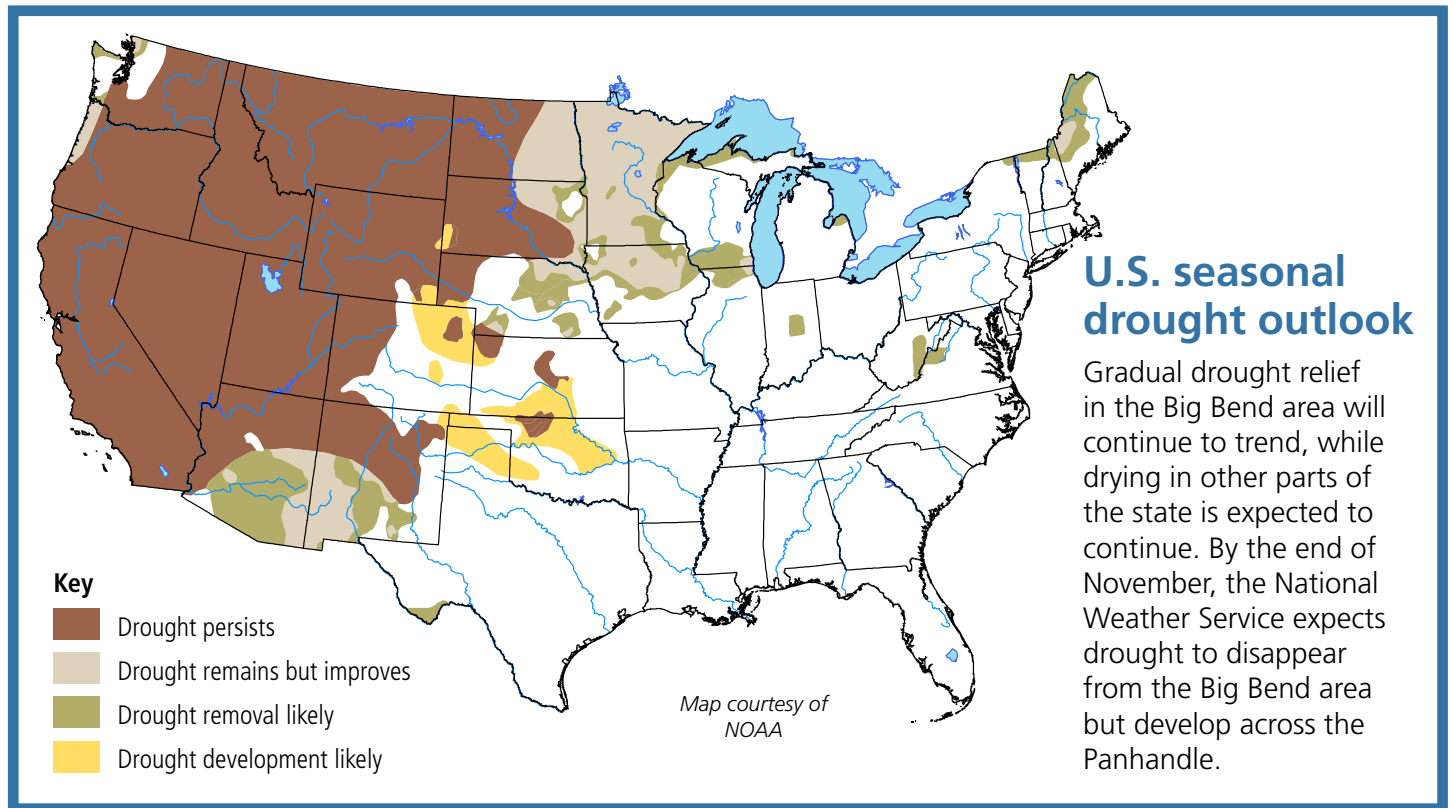 U.S. seasonal
drought outlook
Gradual drought relief
in the Big Bend area will
continue to trend, while
drying in other parts of
the state is expected to
continue. By the end of
November, the National
Weather Service expects
drought to disappear
from the Big Bend area
but develop across the
Panhandle.
Key
Drought persists
Drought remains but improves
Drought removal likely
Drought development likely
Map courtesy of
NOAA